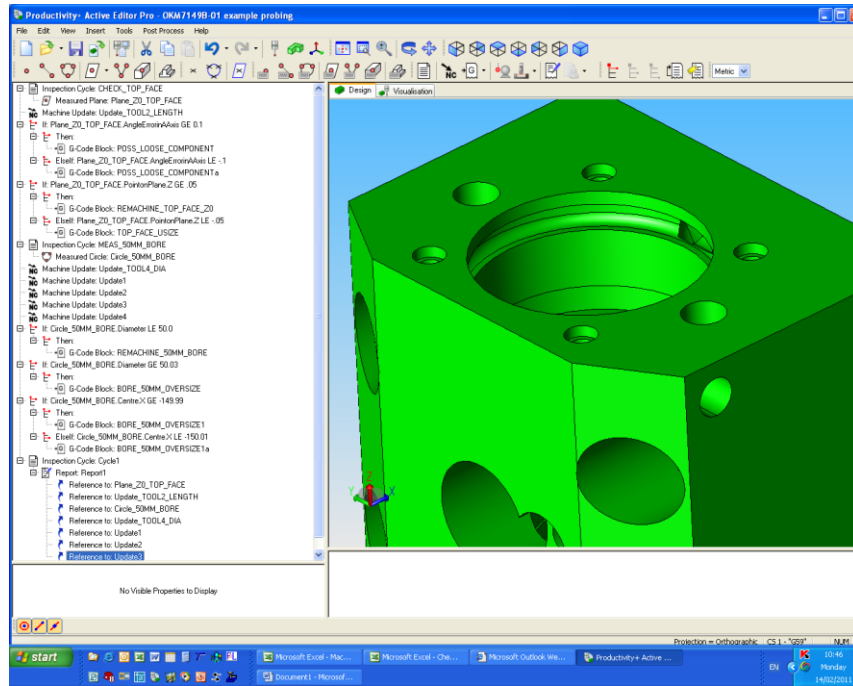 Productivity+ Active Editor Pro - OKM7149B-01 example probing
File Edit View Insert Tools Post Process Help
NC G Metric
Inspection Cycle: CHECK_TOP_FACE
Measured Plane: Plane_Z0_TOP_FACE
NC Machine Update: Update_TOOL2_LENGTH
If: Plane_Z0_TOP_FACE.AngleErrorinAAxis GE 0.1
Then:
G G-Code Block: POSS_LOOSE_COMPONENT
ElseIf: Plane_Z0_TOP_FACE.AngleErrorinAAxis LE -.1
G G-Code Block: POSS_LOOSE_COMPONENTa
If: Plane_Z0_TOP_FACE.PointonPlane.Z GE .05
Then:
G G-Code Block: REMACHINE_TOP_FACE_Z0
ElseIf: Plane_Z0_TOP_FACE.PointonPlane.Z LE -.05
G G-Code Block: TOP_FACE_USIZE
Inspection Cycle: MEAS_50MM_BORE
Measured Circle: Circle_50MM_BORE
NC Machine Update: Update_TOOL4_DIA
NC Machine Update: Update1
NC Machine Update: Update2
NC Machine Update: Update3
NC Machine Update: Update4
If: Circle_50MM_BORE.Diameter LE 50.0
Then:
G G-Code Block: REMACHINE_50MM_BORE
If: Circle_50MM_BORE.Diameter GE 50.03
Then:
G G-Code Block: BORE_50MM_OVERSIZE
If: Circle_50MM_BORE.Centre.X GE -149.99
Then:
G G-Code Block: BORE_50MM_OVERSIZE1
ElseIf: Circle_50MM_BORE.Centre.X LE -150.01
G G-Code Block: BORE_50MM_OVERSIZE1a
Inspection Cycle: Cycle1
Report: Report1
Reference to: Plane_Z0_TOP_FACE
Reference to: Update_TOOL2_LENGTH
Reference to: Circle_50MM_BORE
Reference to: Update_TOOL4_DIA
Reference to: Update1
Reference to: Update2
Reference to: Update3
No Visible Properties to Display
Design Visualisation
Z
Y X
Projection = Orthographic CS 1 - "G59" NUM
start
Microsoft Excel - Mac... Microsoft Excel - Che... Microsoft Outlook We... Productivity+ Active ...
Document1 - Microsof...
EN
10:46
Monday
14/02/2011